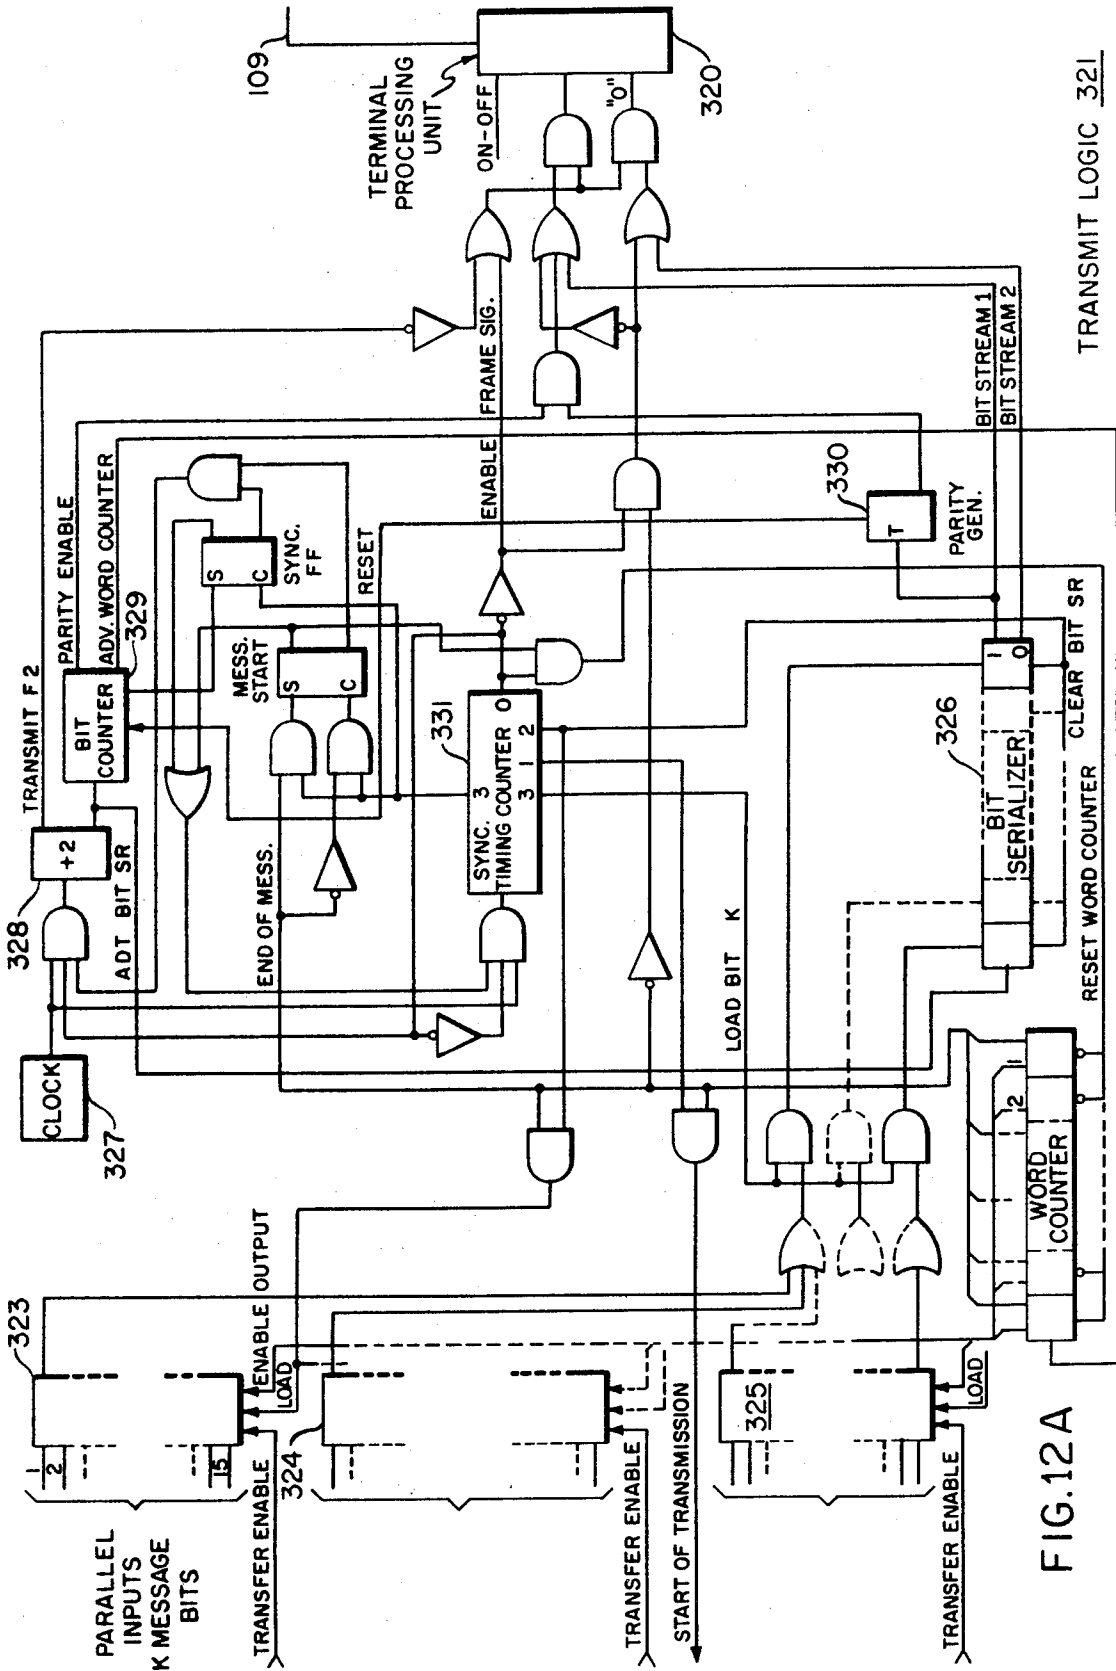 109
TERMINAL
PROCESSING
UNIT
ON-OFF
"0"
320
TRANSMIT LOGIC 321
TRANSMIT F2
PARITY ENABLE
ADV. WORD COUNTER
329
BIT
COUNTER
÷2
328
ADT BIT SR
CLOCK
327
S
C
SYNC.
FF
RESET
MESS.
START
S
C
END OF MESS.
ENABLE FRAME SIG.
331
SYNC.
TIMING COUNTER
3
0
3
1
2
330
T
PARITY
GEN.
BIT STREAM 1
BIT STREAM 2
1
0
326
BIT
SERIALIZER
CLEAR BIT SR
RESET WORD COUNTER
LOAD BIT K
WORD
COUNTER
2
1
323
ENABLE OUTPUT
LOAD
1
2
15
324
325
LOAD
PARALLEL
INPUTS
K MESSAGE
BITS
TRANSFER ENABLE
TRANSFER ENABLE
START OF TRANSMISSION
TRANSFER ENABLE
FIG. 12A